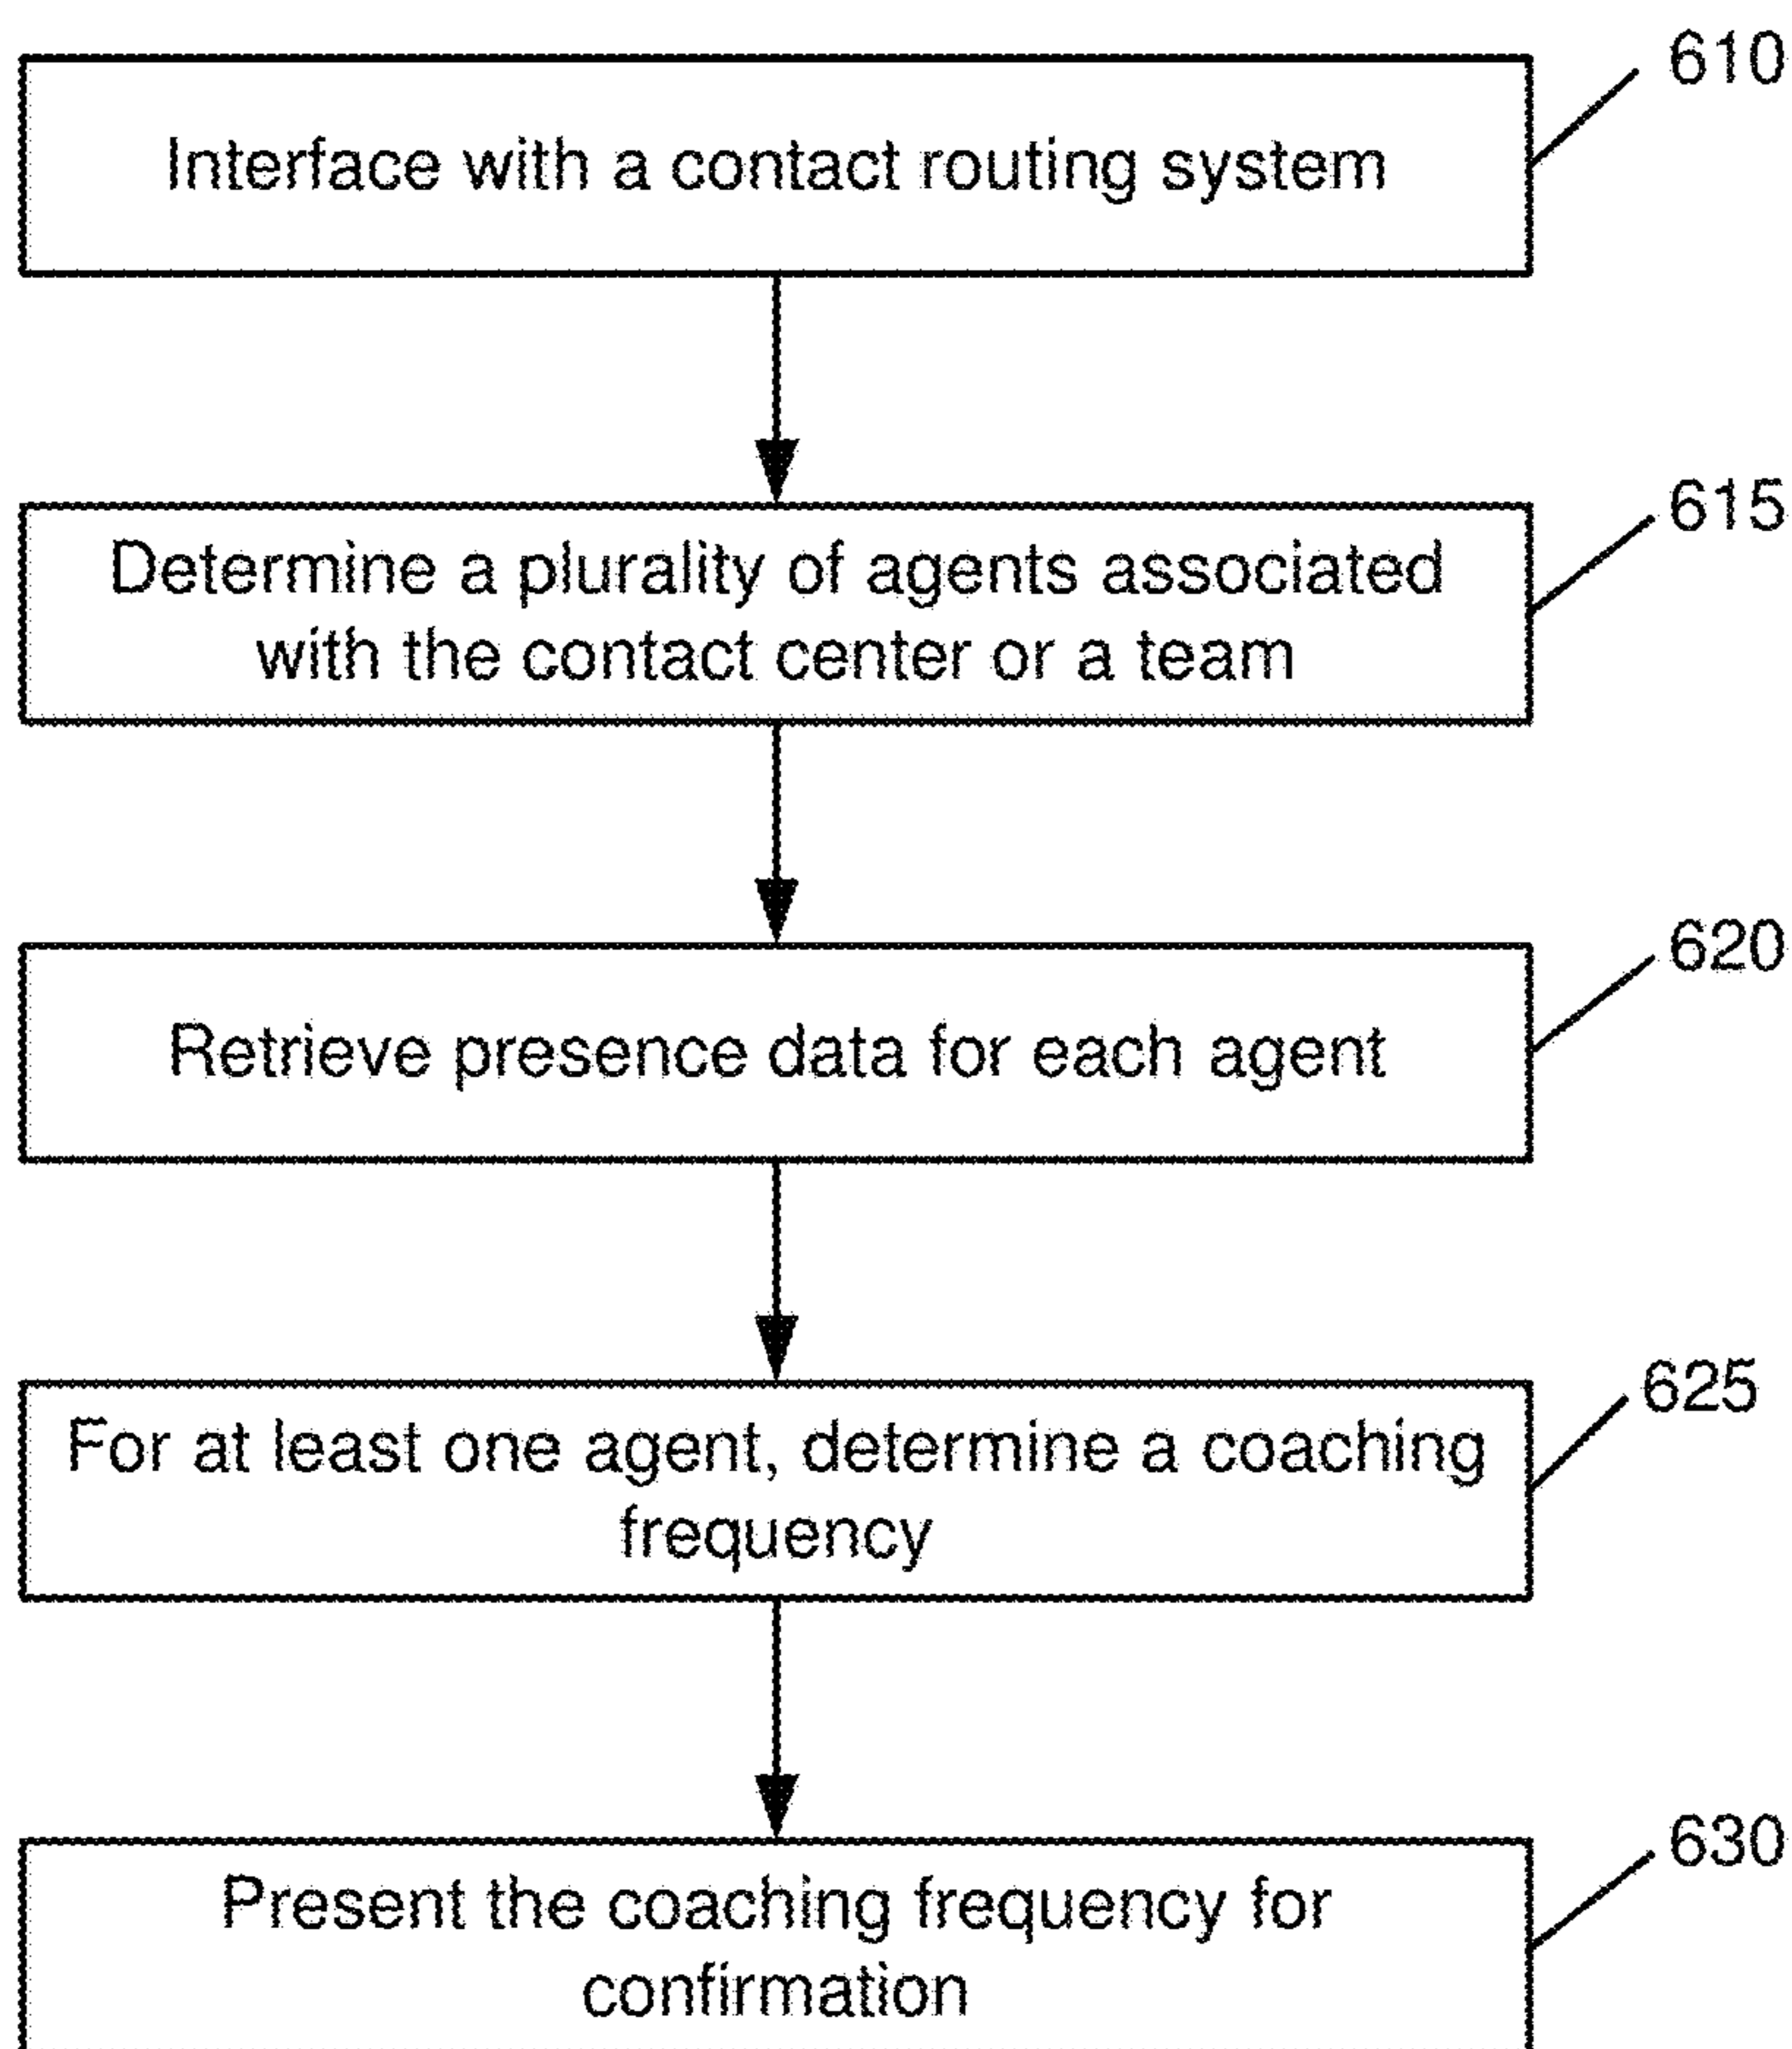 610
Interface with a contact routing system
615
Determine a plurality of agents associated
with the contact center or a team
620
Retrieve presence data for each agent
625
For at least one agent, determine a coaching
frequency
630
Present the coaching frequency for
confirmation